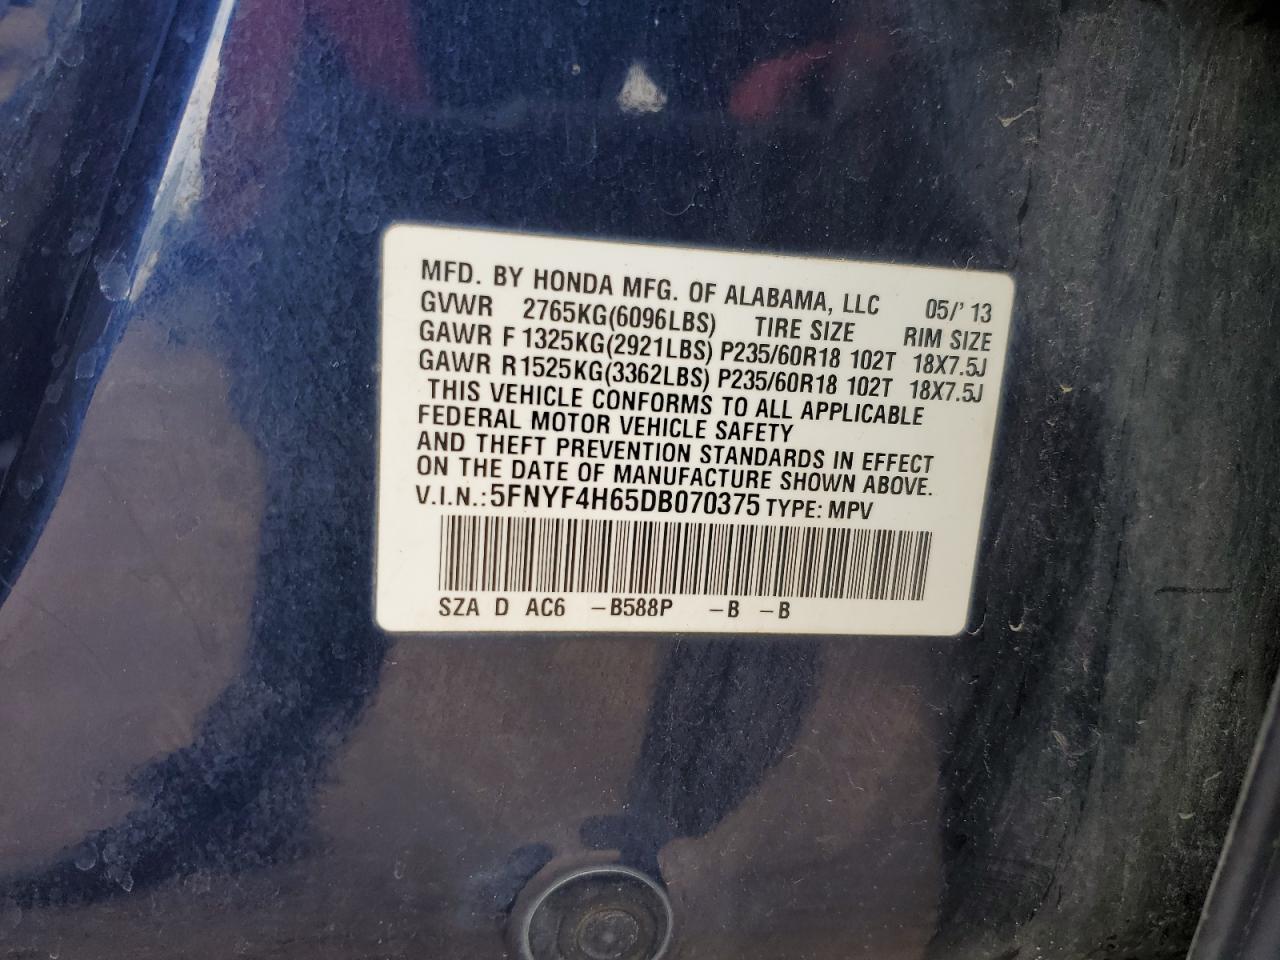 MFD. BY HONDA MFG. OF ALABAMA, LLC 05/'13
GVWR 2765KG(6096LBS) TIRE SIZE RIM SIZE
GAWR F 1325KG(2921LBS) P235/60R18 102T 18X7.5J
GAWR R1525KG(3362LBS) P235/60R18 102T 18X7.5J
THIS VEHICLE CONFORMS TO ALL APPLICABLE
FEDERAL MOTOR VEHICLE SAFETY
AND THEFT PREVENTION STANDARDS IN EFFECT
ON THE DATE OF MANUFACTURE SHOWN ABOVE.
V.I.N.:5FNYF4H65DB070375 TYPE: MPV
SZA D AC6 -B588P -B -B